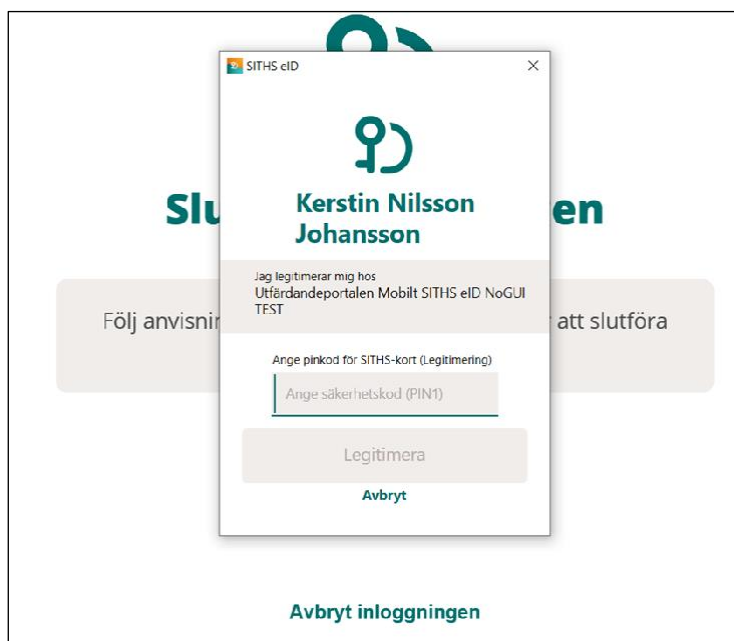 SITHS eID
Kerstin Nilsson
Johansson
Slu en
Jag legitimerar mig hos
Utfärdandeportalen Mobilt SITHS eID NoGUI
TEST
Följ anvisnin att slutföra
Ange pinkod för SITHS-kort (Legitimering)
Ange säkerhetskod (PIN1)
Legitimera
Avbryt
Avbryt inloggningen